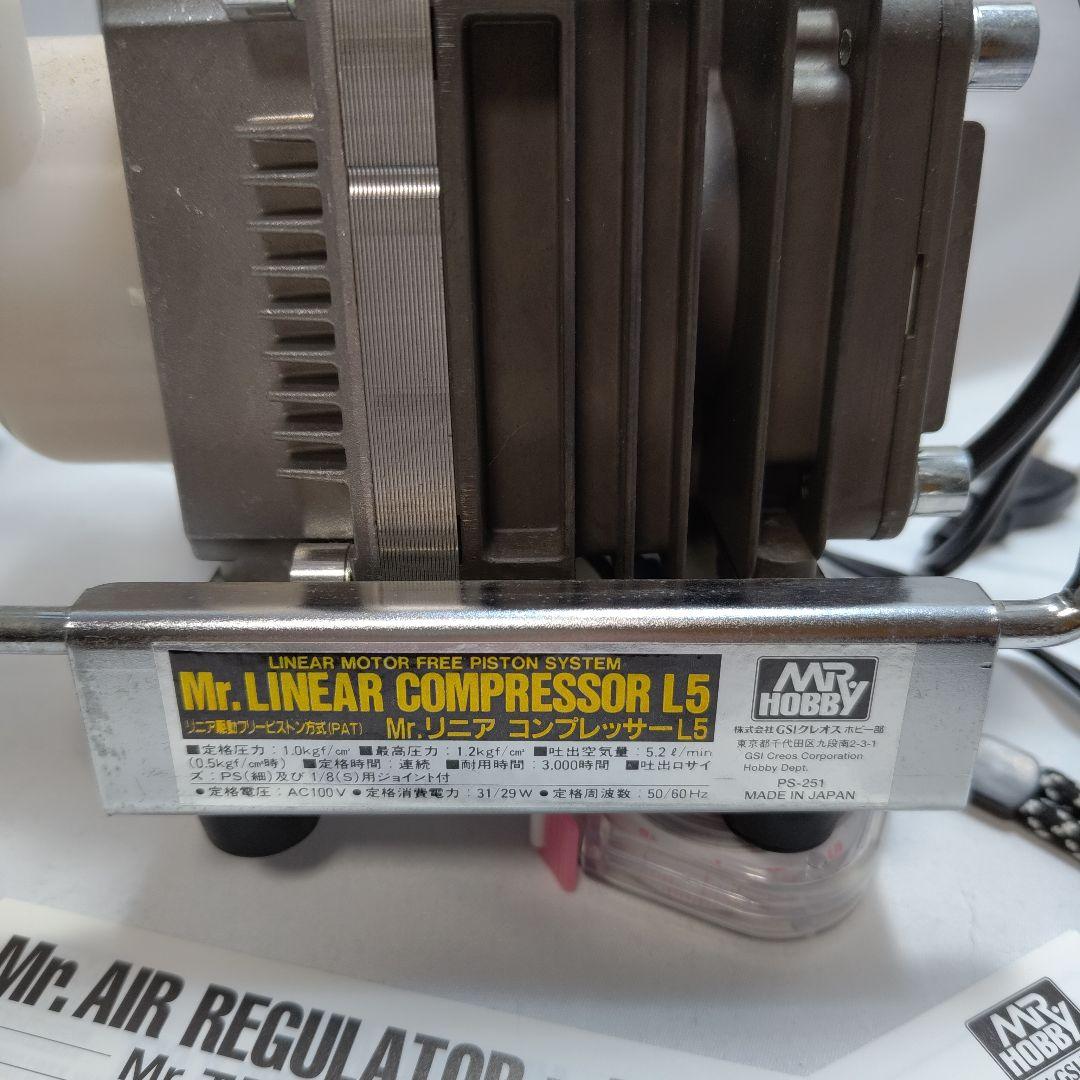 LINEAR MOTOR FREE PISTON SYSTEM
Mr. LINEAR COMPRESSOR L5
リニア駆動フリーピストン方式(PAT) Mr.リニア コンプレッサーL5
■定格圧力：1.0kgf/cm² ■最高圧力：1.2kgf/cm² ■吐出空気量：5.2ℓ/min
(0.5kgf/cm²時) ■定格時間：連続 ■耐用時間：3.000時間 ■吐出口サイ
ズ：PS(細)及び1/8(S)用ジョイント付
●定格電圧：AC100V ●定格消費電力：31/29W ●定格周波数：50/60Hz
MR. HOBBY
株式会社GSIクレオス ホビー部
東京都千代田区九段南2-3-1
GSI Creos Corporation
Hobby Dept.
PS-251
MADE IN JAPAN
Mr. AIR REGULATOR
Mr.
MR. HOBBY
GSI